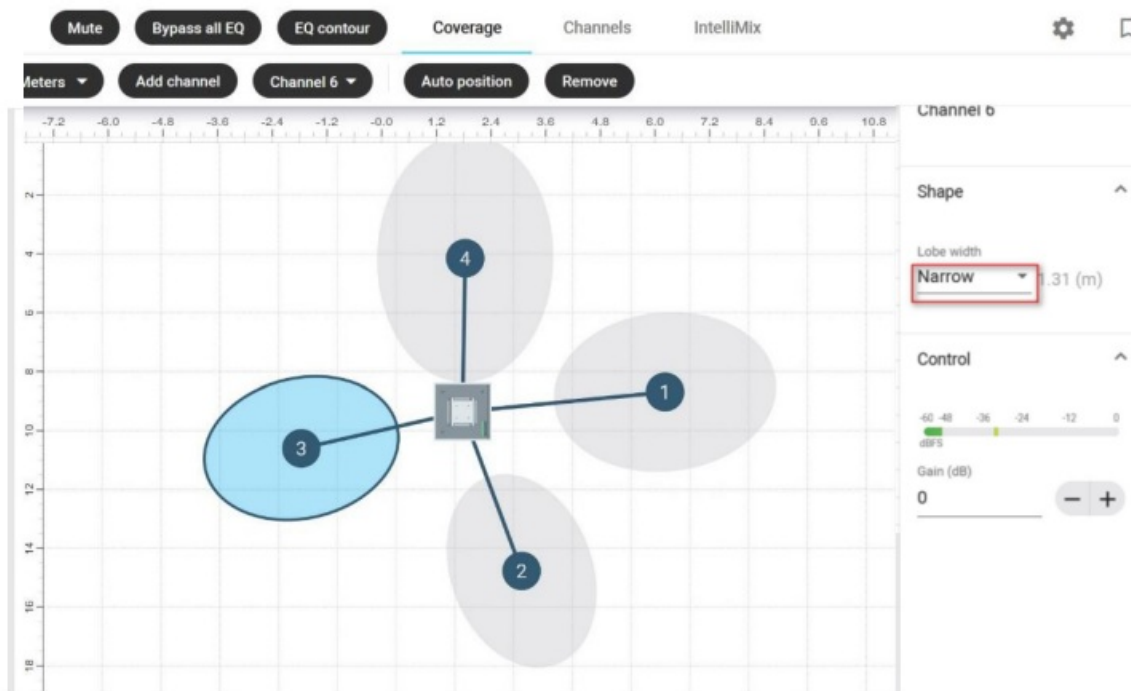 Mute Bypass all EQ EQ contour Coverage Channels IntelliMix
Meters Add channel Channel 6 Auto position Remove
-7.2 -6.0 -4.8 -3.6 -2.4 -1.2 -0.0 1.2 2.4 3.6 4.8 6.0 7.2 8.4 9.6 10.8
Channel 6
2
4
6
8
10
12
14
16
18
4
1
3
2
Shape
Lobe width
Narrow 1.31 (m)
Control
-60 -48 -36 -24 -12 0
dBFS
Gain (dB)
0 − +